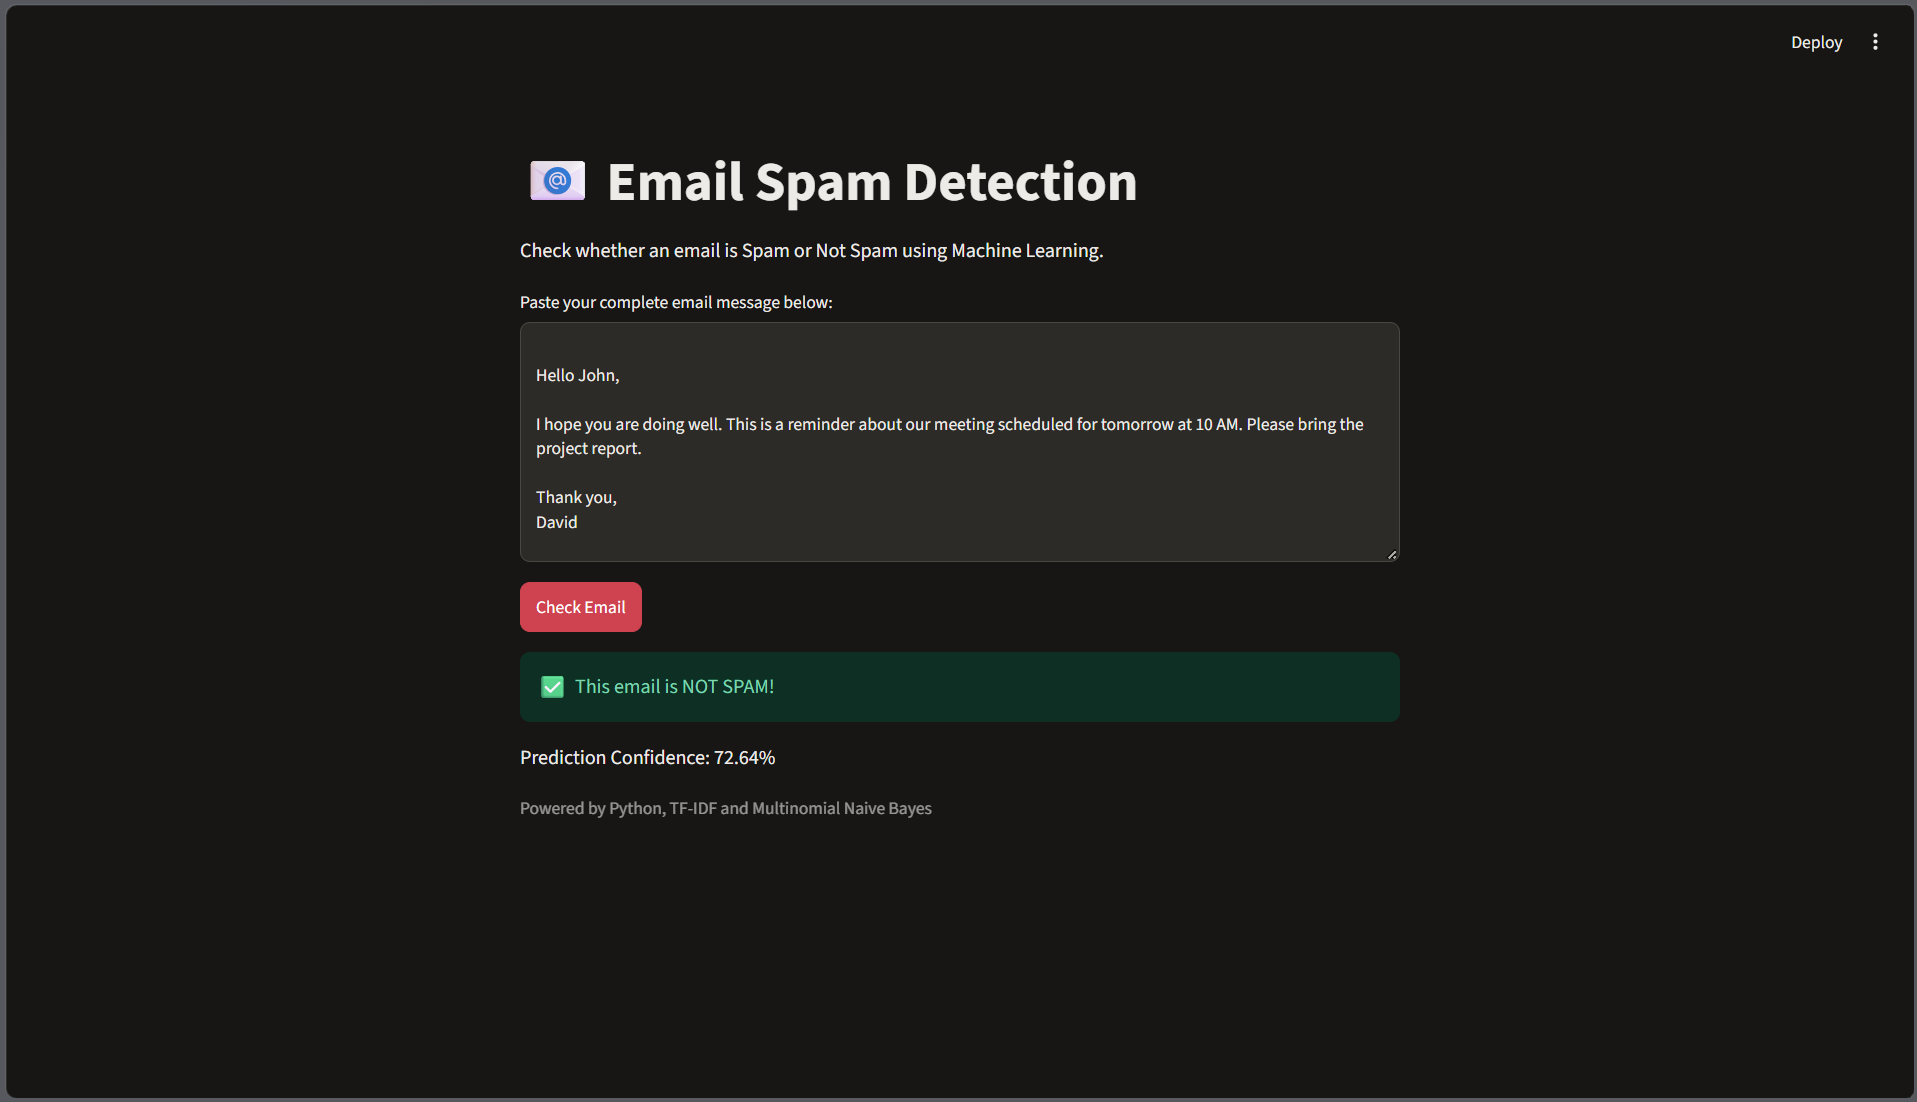 Deploy
Email Spam Detection
Check whether an email is Spam or Not Spam using Machine Learning.
Paste your complete email message below:
Hello John,
I hope you are doing well. This is a reminder about our meeting scheduled for tomorrow at 10 AM. Please bring the
project report.
Thank you,
David
Check Email
This email is NOT SPAM!
Prediction Confidence: 72.64%
Powered by Python, TF-IDF and Multinomial Naive Bayes